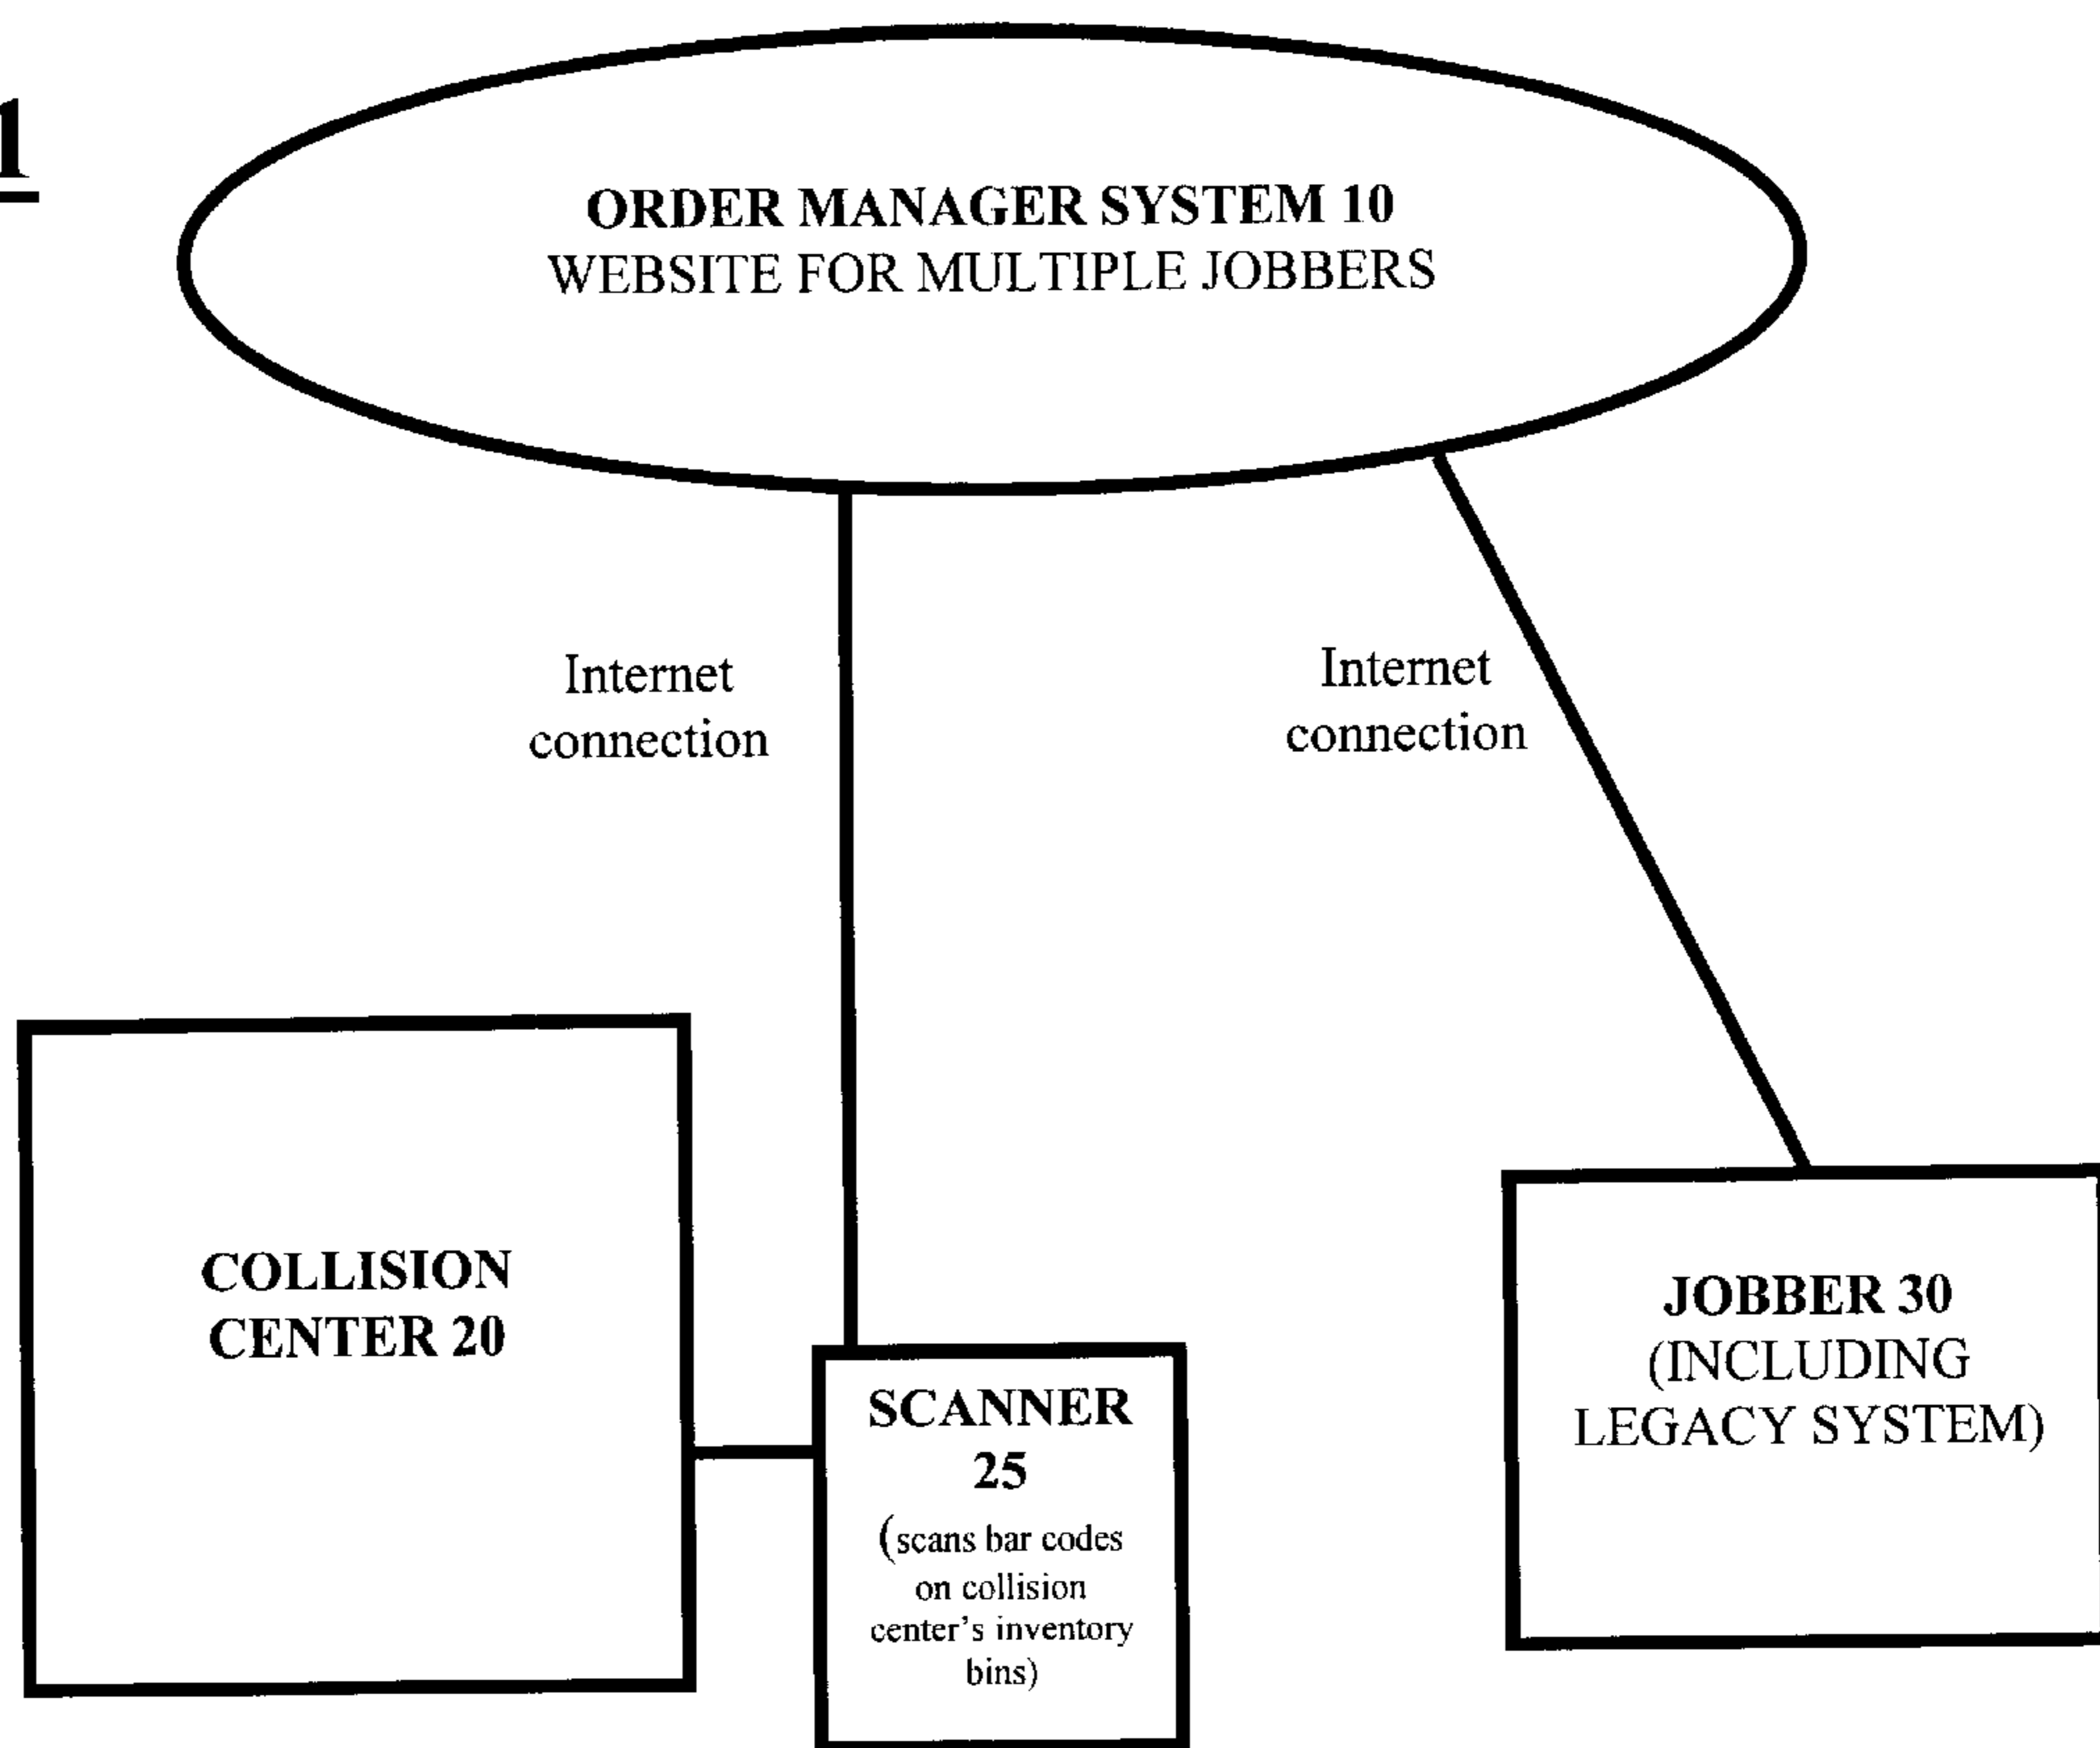 1
ORDER MANAGER SYSTEM 10
WEBSITE FOR MULTIPLE JOBBERS
Internet
connection
Internet
connection
COLLISION
CENTER 20
SCANNER
25
(scans bar codes
on collision
center's inventory
bins)
JOBBER 30
(INCLUDING
LEGACY SYSTEM)